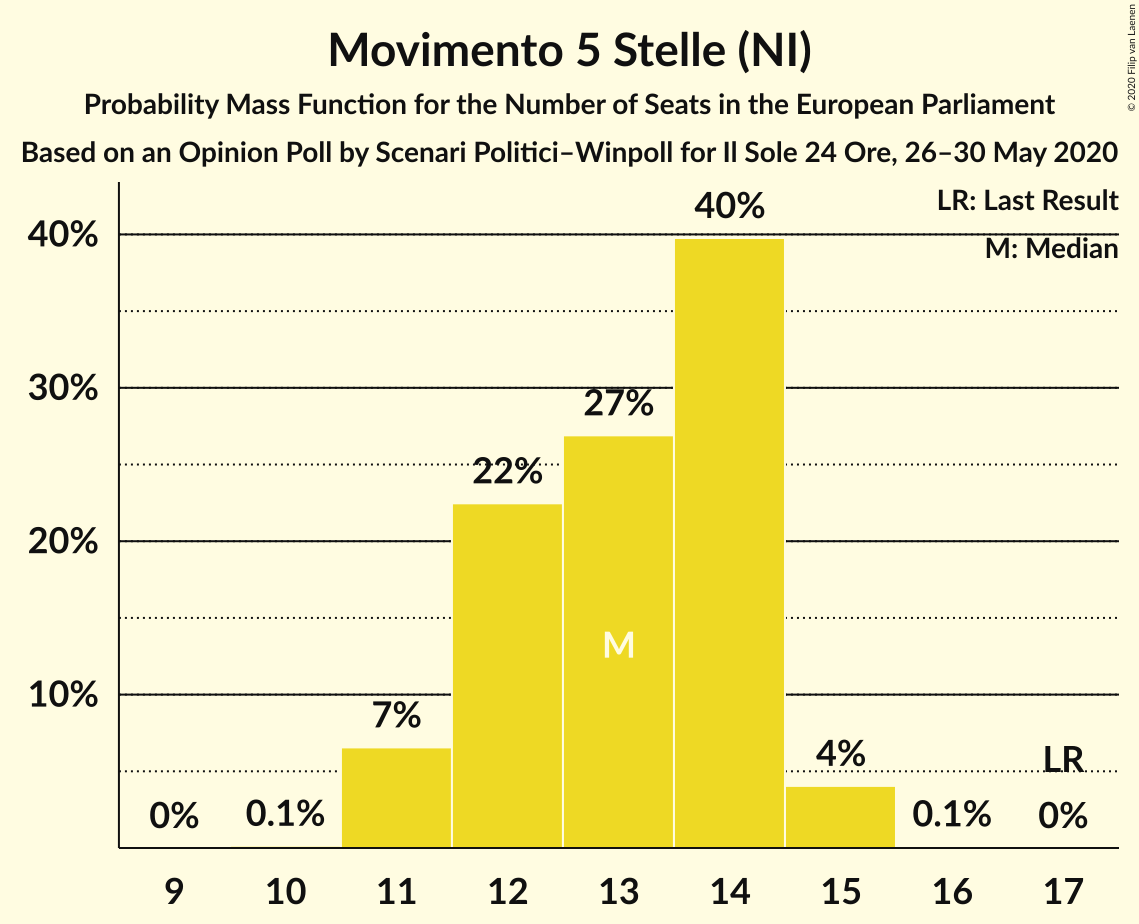 Movimento 5 Stelle (NI)
Probability Mass Function for the Number of Seats in the European Parliament
Based on an Opinion Poll by Scenari Politici–Winpoll for Il Sole 24 Ore, 26–30 May 2020
© 2020 Filip van Laenen
LR: Last Result
M: Median
40%
30%
20%
10%
0%
0.1%
7%
22%
27%
M
40%
4%
0.1%
LR
0%
9 10 11 12 13 14 15 16 17